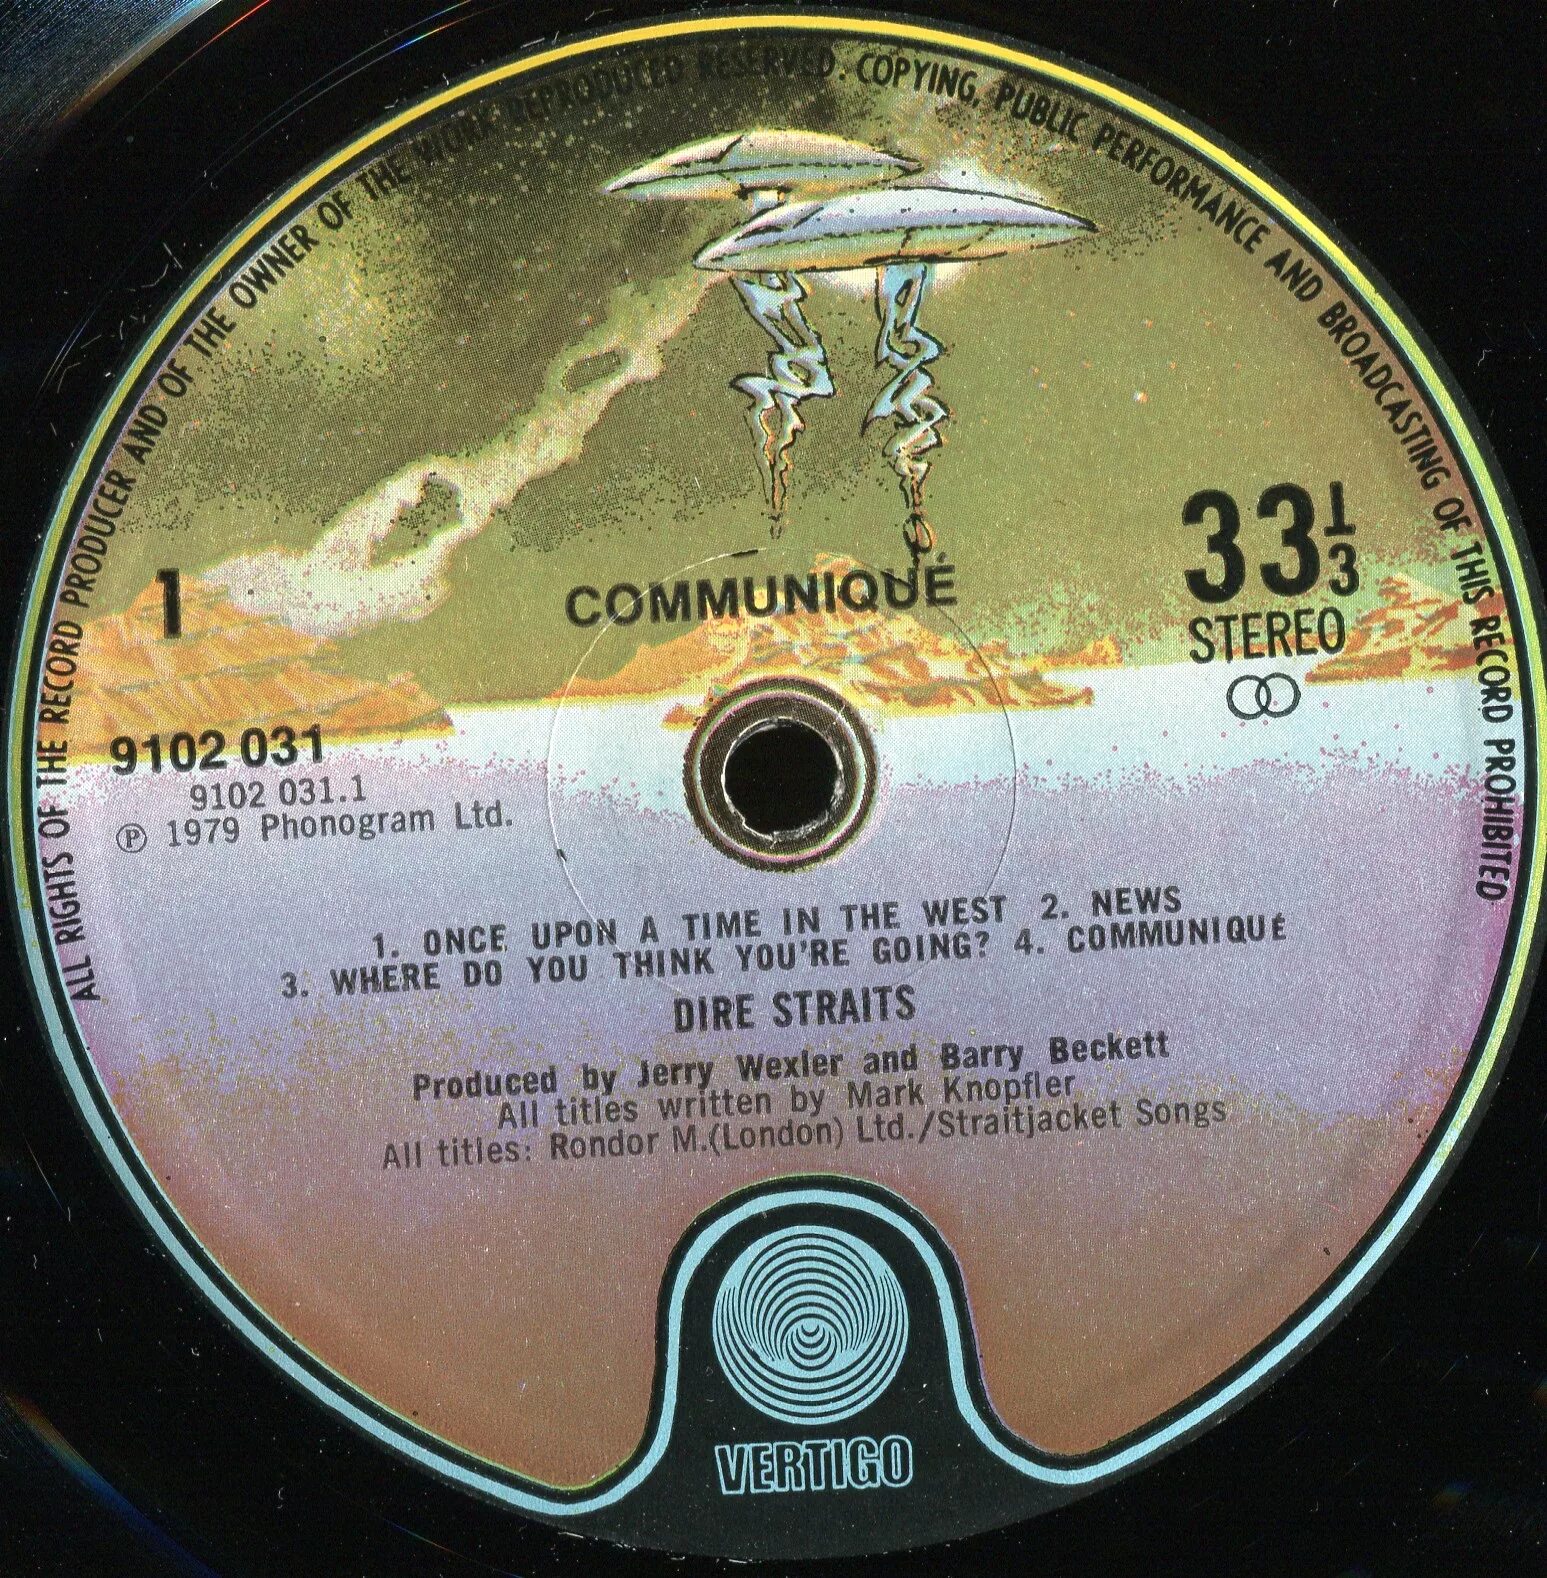 ALL RIGHTS OF THE RECORD PRODUCER AND OF THE OWNER OF THE WORK REPRODUCED RESERVED. COPYING, PUBLIC PERFORMANCE AND BROADCASTING OF THIS RECORD PROHIBITED
1
COMMUNIQUÉ
33 1/3
STEREO
9102 031
9102 031.1
℗ 1979 Phonogram Ltd.
1. ONCE UPON A TIME IN THE WEST 2. NEWS
3. WHERE DO YOU THINK YOU'RE GOING? 4. COMMUNIQUÉ
DIRE STRAITS
Produced by Jerry Wexler and Barry Beckett
All titles written by Mark Knopfler
All titles: Rondor M.(London) Ltd./Straitjacket Songs
VERTIGO